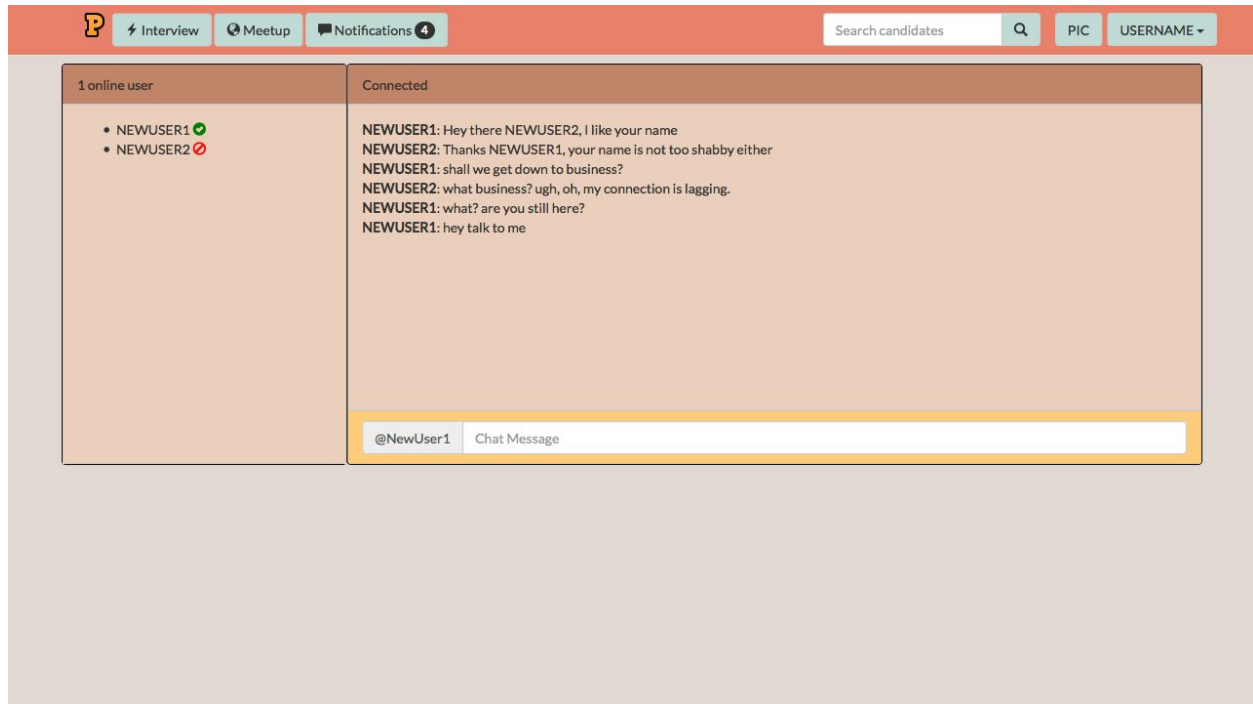 P Interview Meetup Notifications 4 Search candidates PIC USERNAME
1 online user
NEWUSER1
NEWUSER2
Connected
NEWUSER1: Hey there NEWUSER2, I like your name
NEWUSER2: Thanks NEWUSER1, your name is not too shabby either
NEWUSER1: shall we get down to business?
NEWUSER2: what business? ugh, oh, my connection is lagging.
NEWUSER1: what? are you still here?
NEWUSER1: hey talk to me
@NewUser1 Chat Message